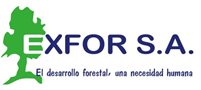 EXFOR S.A.
El desarrollo forestal, una necesidad humana